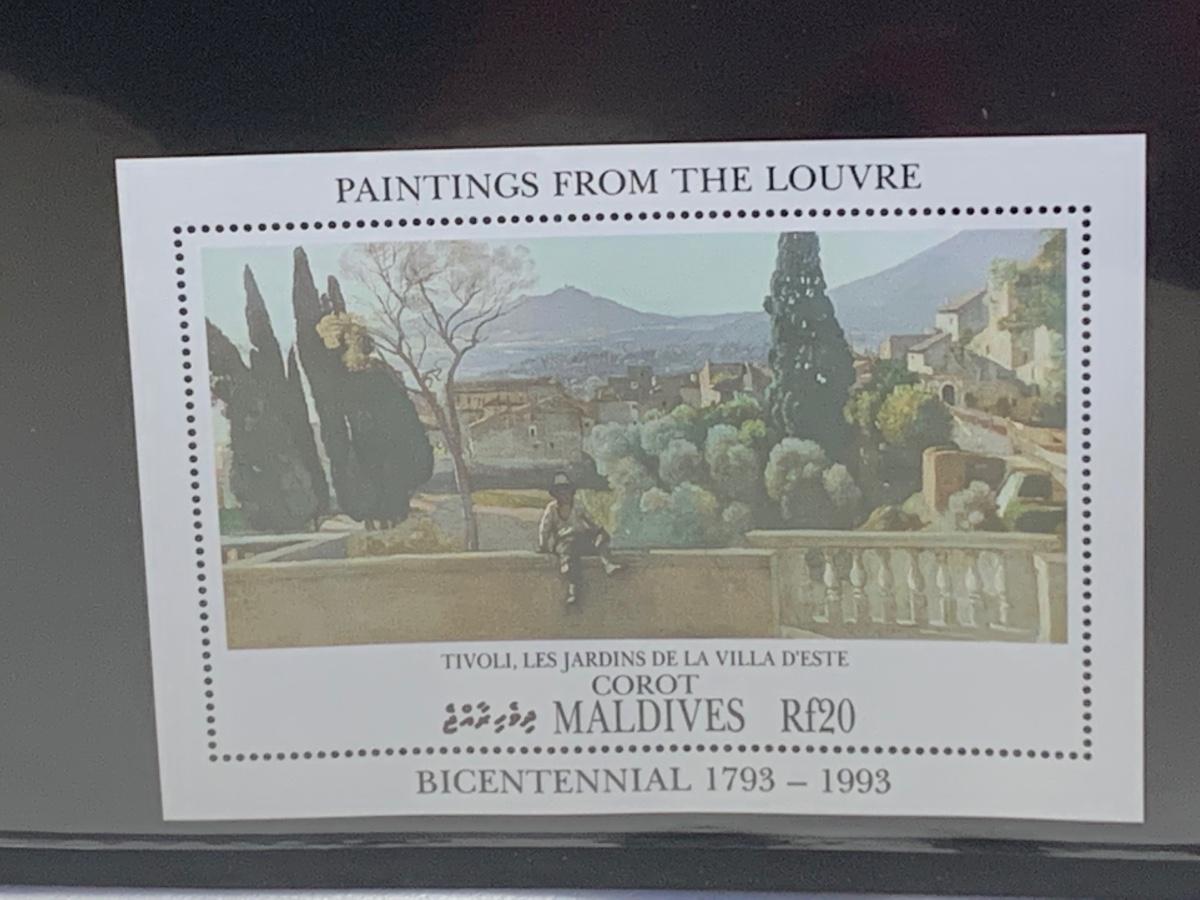 PAINTINGS FROM THE LOUVRE
TIVOLI, LES JARDINS DE LA VILLA D'ESTE
COROT
ދިވެހިރާއްޖެ MALDIVES Rf20
BICENTENNIAL 1793 – 1993